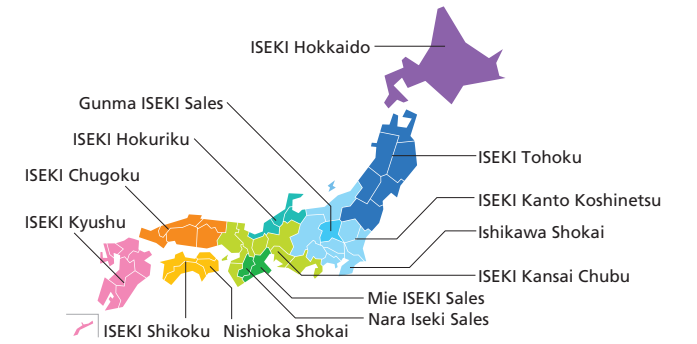 ISEKI Hokkaido
Gunma ISEKI Sales
ISEKI Hokuriku
ISEKI Tohoku
ISEKI Chugoku
ISEKI Kanto Koshinetsu
ISEKI Kyushu
Ishikawa Shokai
ISEKI Kansai Chubu
Mie ISEKI Sales
Nara Iseki Sales
ISEKI Shikoku
Nishioka Shokai